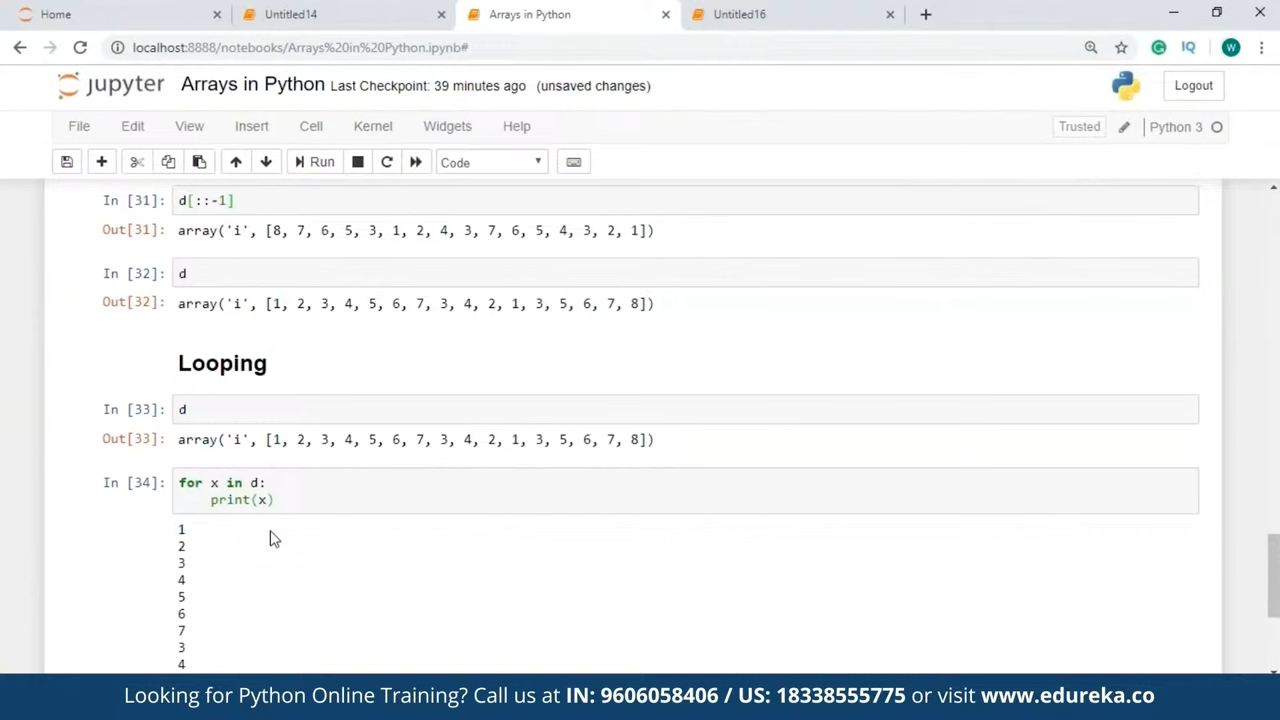 Home
Untitled14
Arrays in Python
Untitled16
localhost:8888/notebooks/Arrays%20in%20Python.ipynb#
IQ
W
jupyter
Arrays in Python Last Checkpoint: 39 minutes ago (unsaved changes)
Logout
File Edit View Insert Cell Kernel Widgets Help
Trusted
Python 3
Run
Code
In [31]: d[::-1]
Out[31]: array('i', [8, 7, 6, 5, 3, 1, 2, 4, 3, 7, 6, 5, 4, 3, 2, 1])
In [32]: d
Out[32]: array('i', [1, 2, 3, 4, 5, 6, 7, 3, 4, 2, 1, 3, 5, 6, 7, 8])
Looping
In [33]: d
Out[33]: array('i', [1, 2, 3, 4, 5, 6, 7, 3, 4, 2, 1, 3, 5, 6, 7, 8])
In [34]: for x in d:
print(x)
1
2
3
4
5
6
7
3
4
Looking for Python Online Training? Call us at IN: 9606058406 / US: 18338555775 or visit www.edureka.co